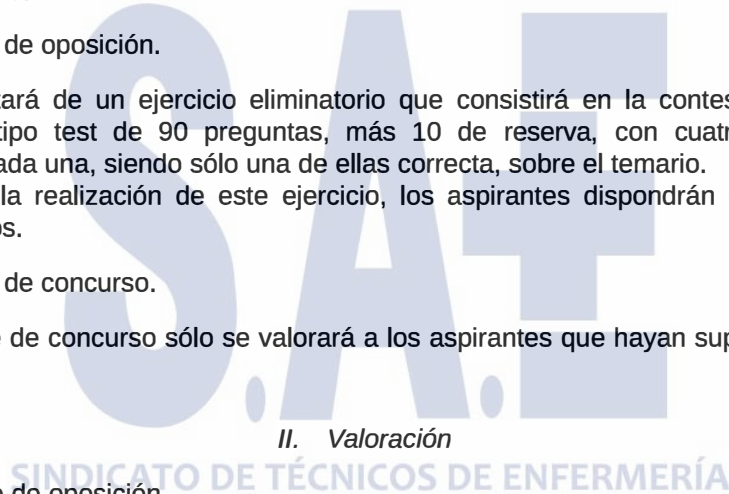 de oposición.
tará de un ejercicio eliminatorio que consistirá en la contes
tipo test de 90 preguntas, más 10 de reserva, con cuatr
ada una, siendo sólo una de ellas correcta, sobre el temario.
la realización de este ejercicio, los aspirantes dispondrán
os.
de concurso.
e de concurso sólo se valorará a los aspirantes que hayan sup
S.A.E
II. Valoración
SINDICATO DE TÉCNICOS DE ENFERMERÍA
e de oposición